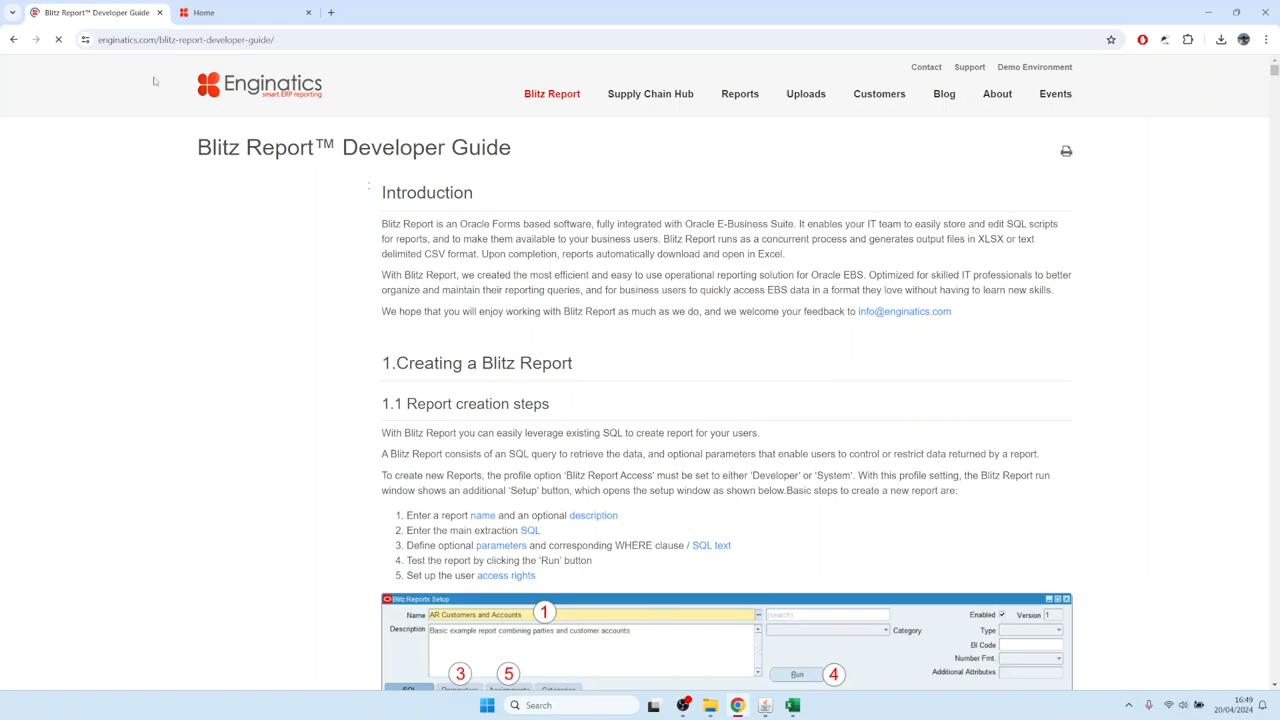 Blitz Report™ Developer Guide
Home
enginatics.com/blitz-report-developer-guide/
Contact
Support
Demo Environment
Enginatics
smart ERP reporting
Blitz Report
Supply Chain Hub
Reports
Uploads
Customers
Blog
About
Events
Blitz Report™ Developer Guide
Introduction
Blitz Report is an Oracle Forms based software, fully integrated with Oracle E-Business Suite. It enables your IT team to easily store and edit SQL scripts
for reports, and to make them available to your business users. Blitz Report runs as a concurrent process and generates output files in XLSX or text
delimited CSV format. Upon completion, reports automatically download and open in Excel.
With Blitz Report, we created the most efficient and easy to use operational reporting solution for Oracle EBS. Optimized for skilled IT professionals to better
organize and maintain their reporting queries, and for business users to quickly access EBS data in a format they love without having to learn new skills.
We hope that you will enjoy working with Blitz Report as much as we do, and we welcome your feedback to info@enginatics.com
1.Creating a Blitz Report
1.1 Report creation steps
With Blitz Report you can easily leverage existing SQL to create report for your users.
A Blitz Report consists of an SQL query to retrieve the data, and optional parameters that enable users to control or restrict data returned by a report.
To create new Reports, the profile option 'Blitz Report Access' must be set to either 'Developer' or 'System'. With this profile setting, the Blitz Report run
window shows an additional 'Setup' button, which opens the setup window as shown below.Basic steps to create a new report are:
1. Enter a report name and an optional description
2. Enter the main extraction SQL
3. Define optional parameters and corresponding WHERE clause / SQL text
4. Test the report by clicking the 'Run' button
5. Set up the user access rights
Blitz Reports Setup
Name AR Customers and Accounts 1 (search) Enabled Version 1
Description Basic example report combining parties and customer accounts Category Type
BI Code
Number Fmt.
3 5 Run 4 Additional Attributes
SQL Parameters Assignments Categories
Search
16:49
20/04/2024